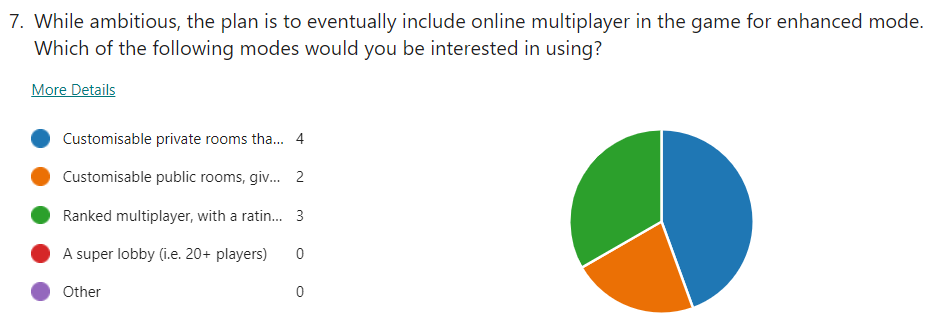 7. While ambitious, the plan is to eventually include online multiplayer in the game for enhanced mode.
Which of the following modes would you be interested in using?
More Details
Customisable private rooms tha... 4
Customisable public rooms, giv... 2
Ranked multiplayer, with a ratin... 3
A super lobby (i.e. 20+ players) 0
Other 0